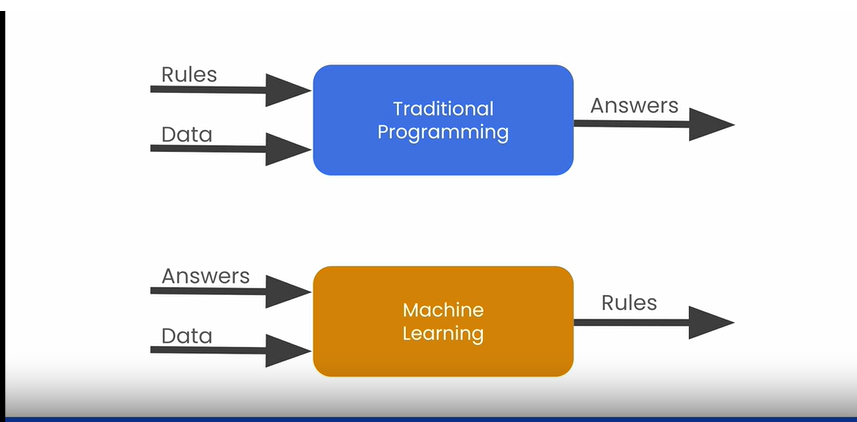 Rules
Data
Traditional
Programming
Answers
Answers
Data
Machine
Learning
Rules